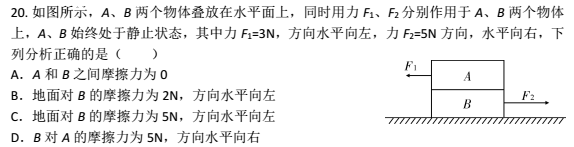 20. 如图所示，A、B 两个物体叠放在水平面上，同时用力 F₁、F₂分别作用于 A、B 两个物体
上，A、B 始终处于静止状态，其中力 F₁=3N，方向水平向左，力 F₂=5N 方向，水平向右，下
列分析正确的是（ ）
A．A 和 B 之间摩擦力为 0
B．地面对 B 的摩擦力为 2N，方向水平向左
C．地面对 B 的摩擦力为 5N，方向水平向左
D．B 对 A 的摩擦力为 5N，方向水平向右
F₁
A
B
F₂